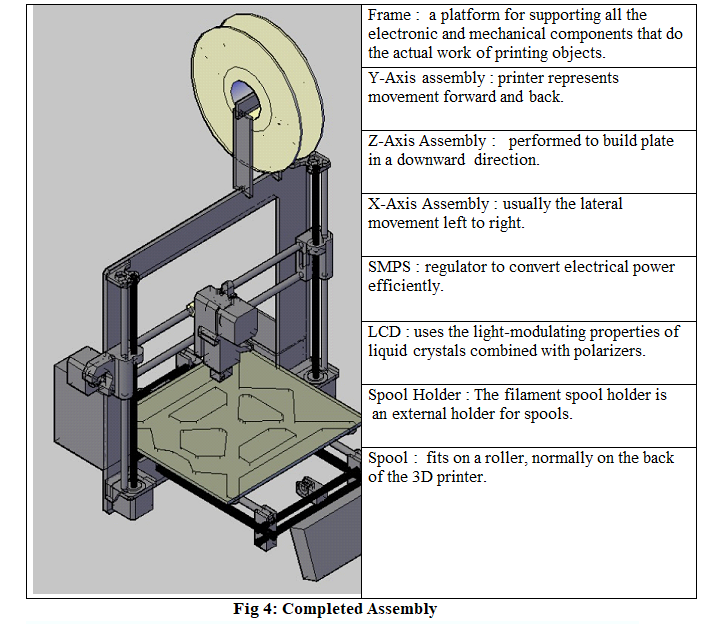 Frame :  a platform for supporting all the
electronic and mechanical components that do
the actual work of printing objects.
Y-Axis assembly : printer represents
movement forward and back.
Z-Axis Assembly :   performed to build plate
in a downward  direction.
X-Axis Assembly : usually the lateral
movement left to right.
SMPS : regulator to convert electrical power
efficiently.
LCD : uses the light-modulating properties of
liquid crystals combined with polarizers.
Spool Holder : The filament spool holder is
an external holder for spools.
Spool :  fits on a roller, normally on the back
of the 3D printer.
Fig 4: Completed Assembly